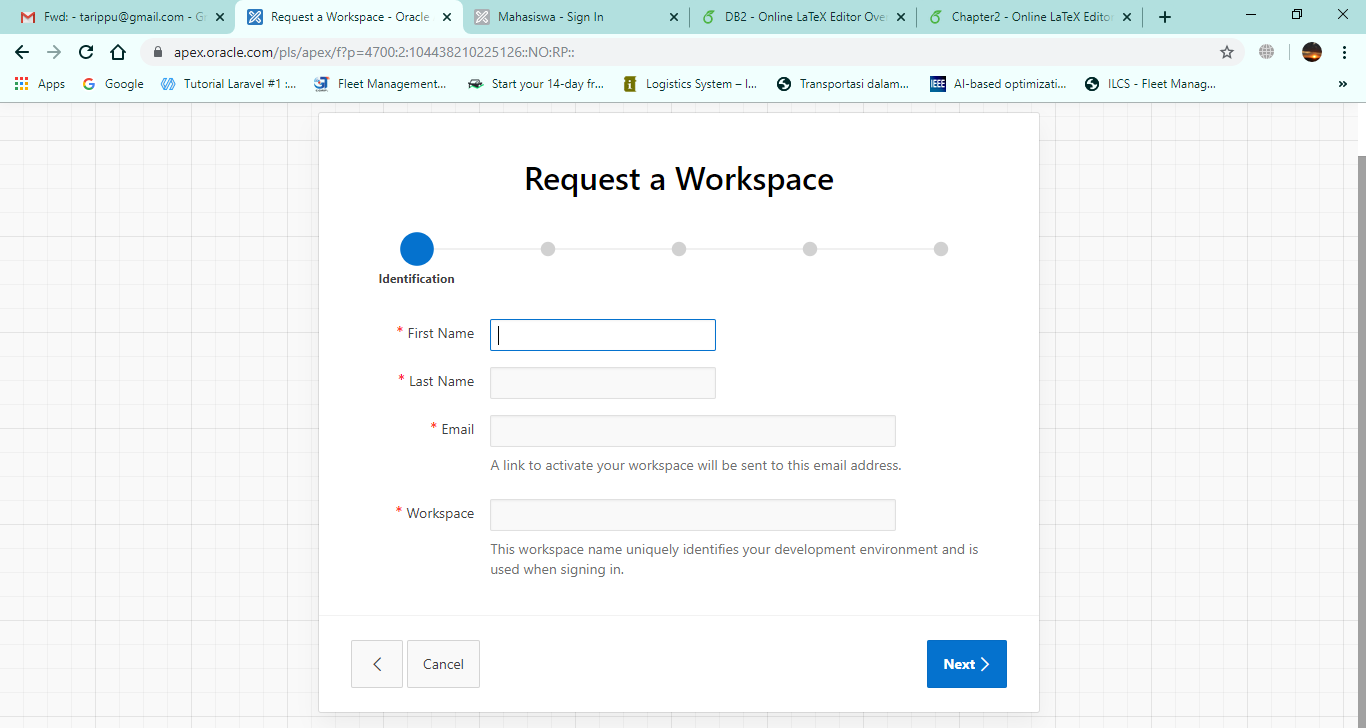 Fwd: - tarippu@gmail.com - G
Request a Workspace - Oracle
Mahasiswa - Sign In
DB2 - Online LaTeX Editor Ove
Chapter2 - Online LaTeX Editor
apex.oracle.com/pls/apex/f?p=4700:2:104438210225126::NO:RP::
Apps
Google
Tutorial Laravel #1 :...
Fleet Management...
Start your 14-day fr...
Logistics System – I...
Transportasi dalam...
IEEE
AI-based optimizati...
ILCS - Fleet Manag...
»
Request a Workspace
Identification
* First Name
* Last Name
* Email
A link to activate your workspace will be sent to this email address.
* Workspace
This workspace name uniquely identifies your development environment and is
used when signing in.
Cancel
Next